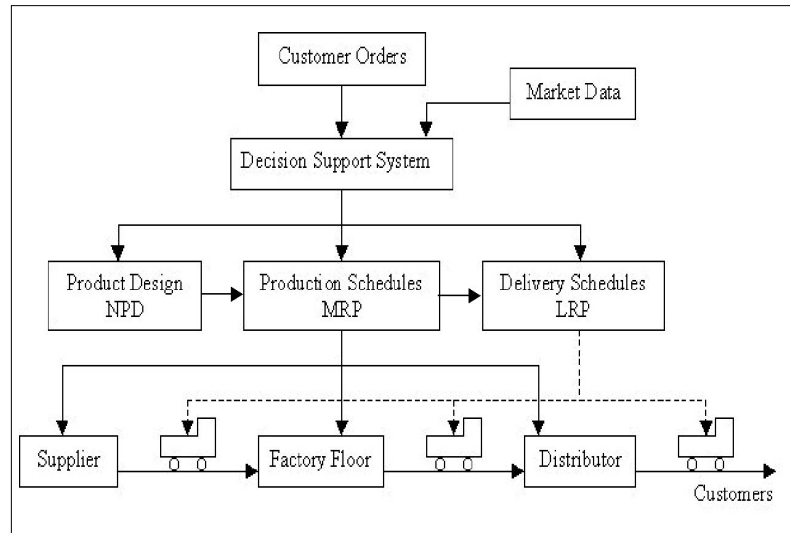 Customer Orders
Market Data
Decision Support System
Product Design
NPD
Production Schedules
MRP
Delivery Schedules
LRP
Supplier
Factory Floor
Distributor
Customers